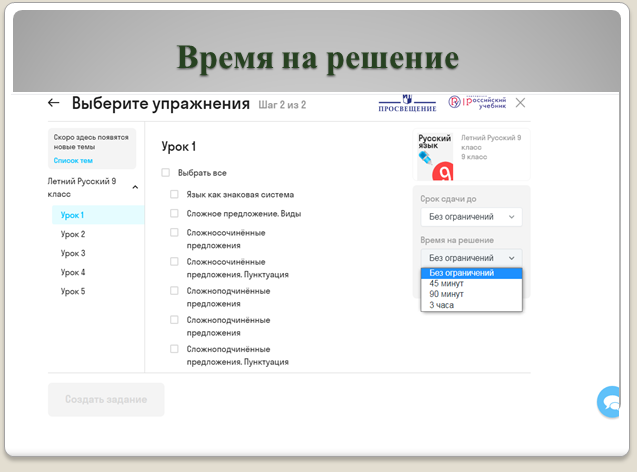 Время на решение
Выберите упражнения Шаг 2 из 2
ПРОСВЕЩЕНИЕ
российский
учебник
Скоро здесь появятся
новые темы
Список тем
Летний Русский 9
класс
Урок 1
Урок 2
Урок 3
Урок 4
Урок 5
Урок 1
Выбрать все
Язык как знаковая система
Сложное предложение. Виды
Сложносочинённые
предложения
Сложносочинённые
предложения. Пунктуация
Сложноподчинённые
предложения
Сложноподчинённые
предложения
Сложноподчинённые
предложения. Пунктуация
Русский
язык
9
Летний Русский 9
класс
9 класс
Срок сдачи до
Без ограничений
Время на решение
Без ограничений
Без ограничений
45 минут
90 минут
3 часа
Создать задание